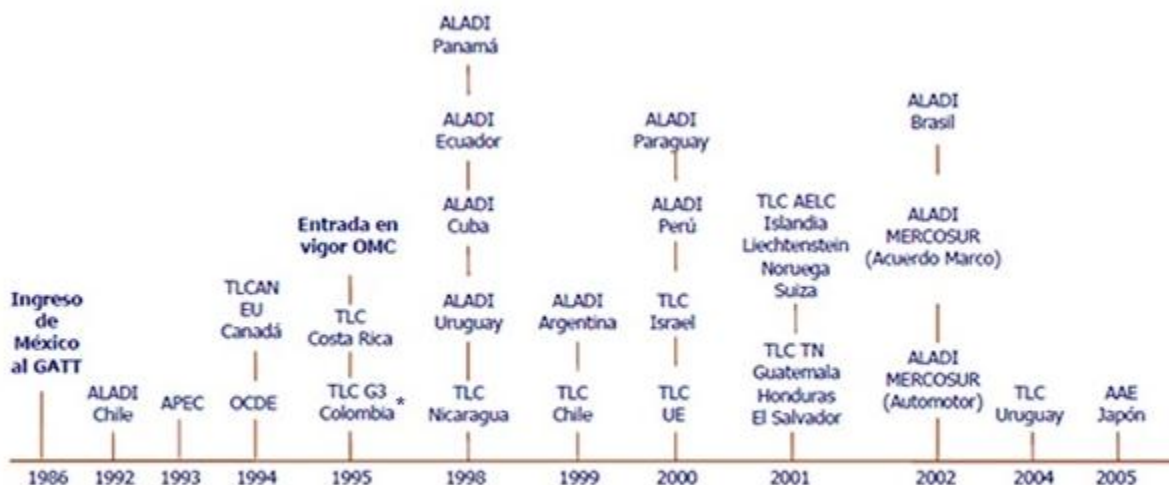 Ingreso
de
México
al GATT
1986
ALADI
Chile
1992
APEC
1993
TLCAN
EU
Canadá
OCDE
1994
Entrada en
vigor OMC
TLC
Costa Rica
TLC G3
Colombia *
1995
ALADI
Panamá
ALADI
Ecuador
ALADI
Cuba
ALADI
Uruguay
TLC
Nicaragua
1998
ALADI
Argentina
TLC
Chile
1999
ALADI
Paraguay
ALADI
Perú
TLC
Israel
TLC
UE
2000
TLC AELC
Islandia
Liechtenstein
Noruega
Suiza
TLC TN
Guatemala
Honduras
El Salvador
2001
ALADI
Brasil
ALADI
MERCOSUR
(Acuerdo Marco)
ALADI
MERCOSUR
(Automotor)
2002
TLC
Uruguay
2004
AAE
Japón
2005